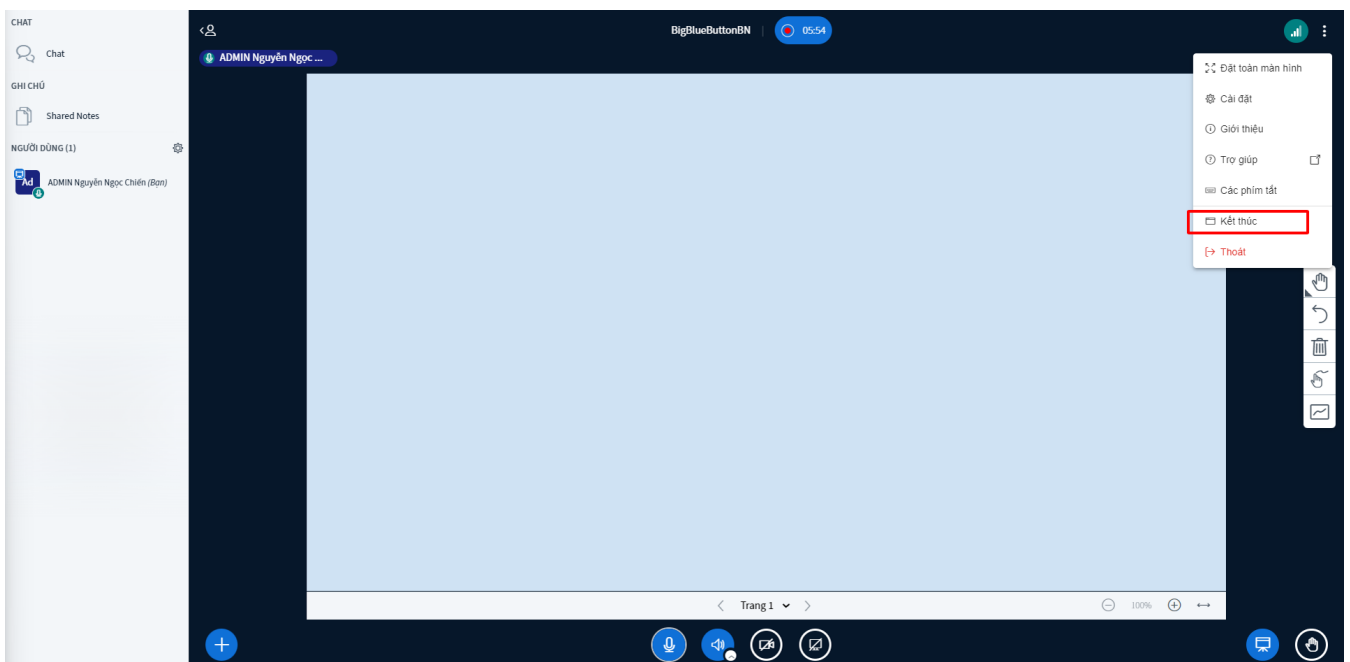 CHAT
Chat
GHI CHÚ
Shared Notes
NGƯỜI DÙNG (1)
Ad
ADMIN Nguyễn Ngọc Chiến (Bạn)
BigBlueButtonBN
05:54
ADMIN Nguyễn Ngọc ...
Đặt toàn màn hình
Cài đặt
Giới thiệu
Trợ giúp
Các phím tắt
Kết thúc
Thoát
Trang 1
100%